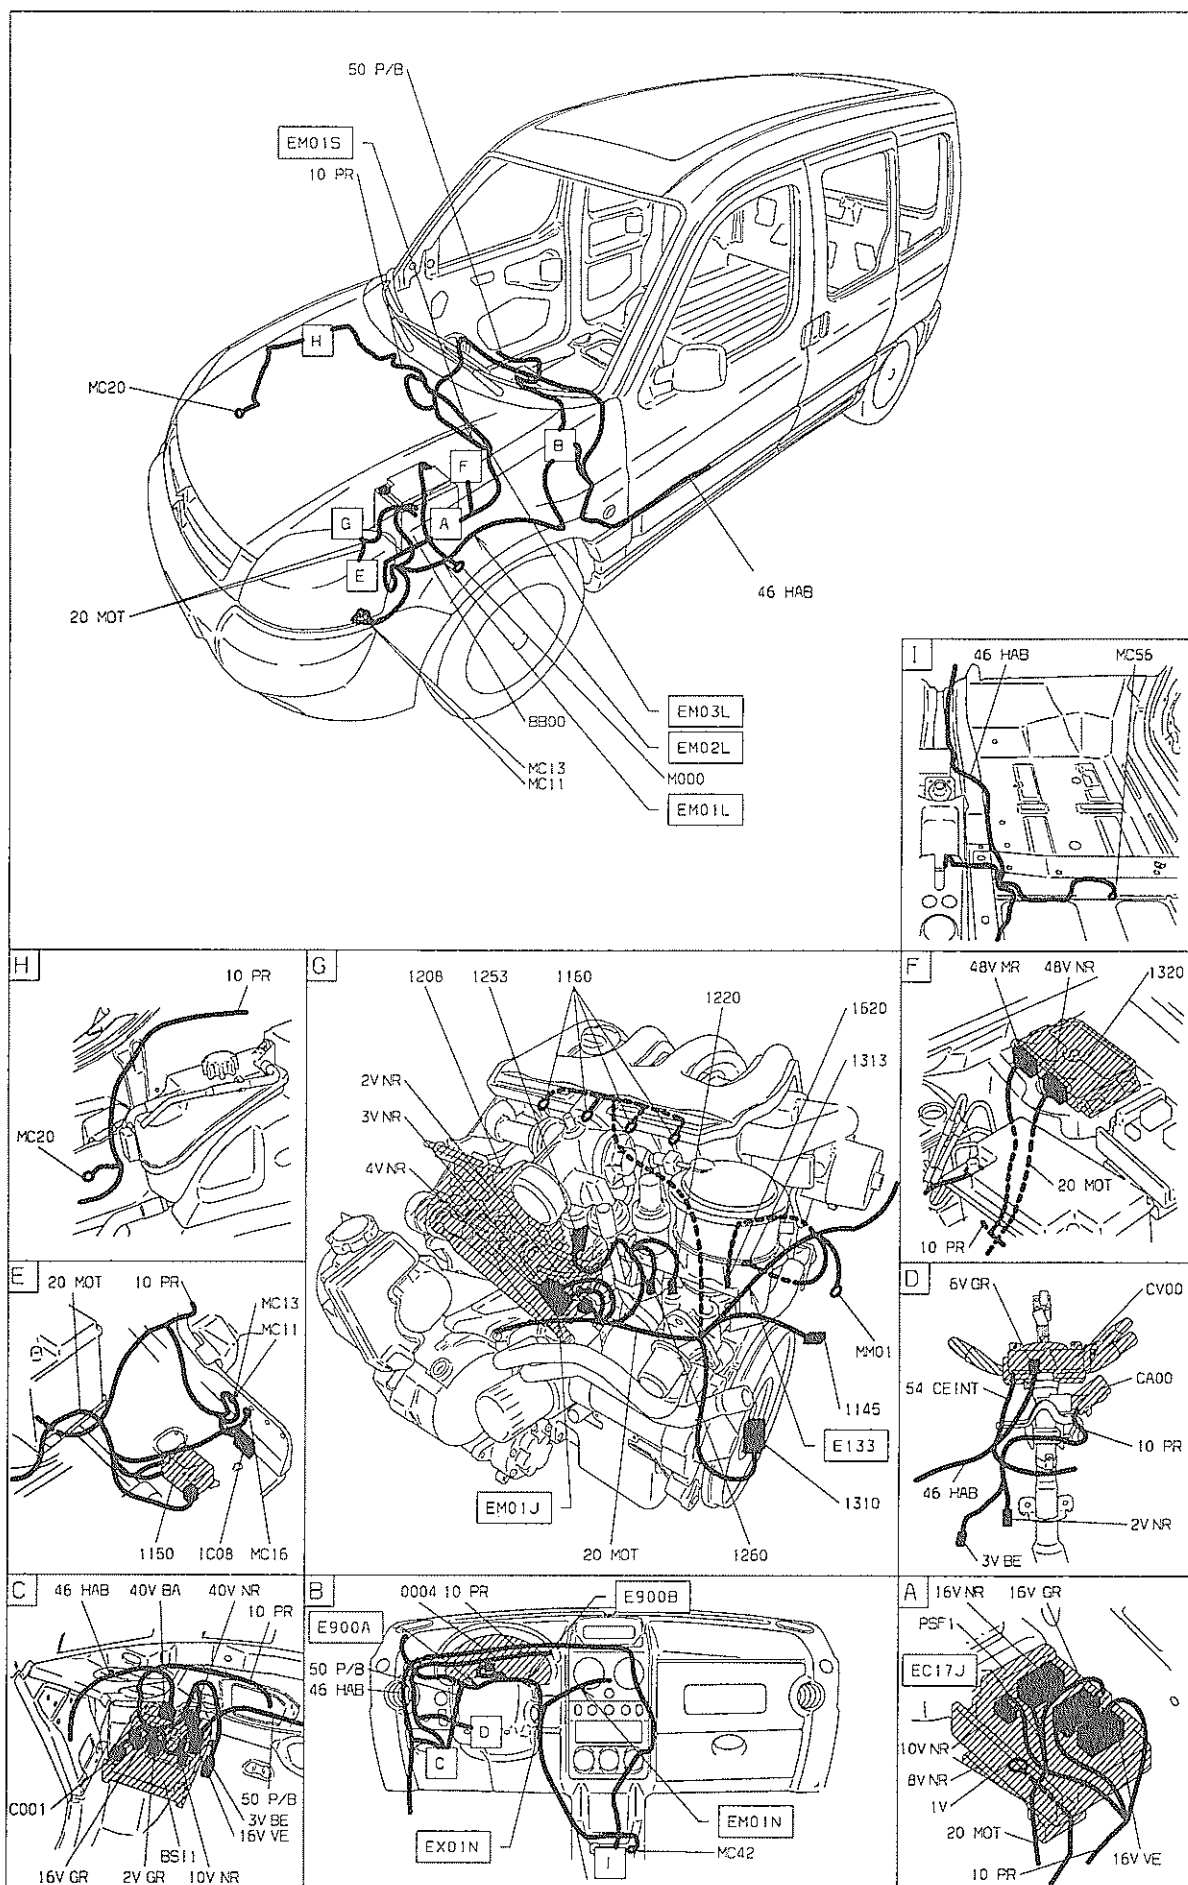 50 P/B
EM01S
10 PR
H
MC20
B
F
G
A
E
20 MOT
46 HAB
EM03L
BB00
EM02L
MC13
M000
MC11
EM01L
I
46 HAB
MC56
H
10 PR
MC20
G
1208
1253
1160
1220
1620
1313
2V NR
3V NR
4V NR
MM01
1145
E133
1310
EM01J
20 MOT
1260
F
48V MR
48V NR
1320
20 MOT
10 PR
E
20 MOT
10 PR
MC13
MC11
1150
IC08
MC16
D
6V GR
CV00
54 CEINT
CA00
10 PR
46 HAB
2V NR
3V BE
C
46 HAB
40V BA
40V NR
10 PR
C001
50 P/B
3V BE
16V VE
BSI1
16V GR
2V GR
10V NR
B
0004
10 PR
E900B
E900A
50 P/B
46 HAB
D
C
EM01N
EX01N
MC42
I
A
16V NR
16V GR
PSF1
EC17J
10V NR
8V NR
1V
20 MOT
10 PR
16V VE